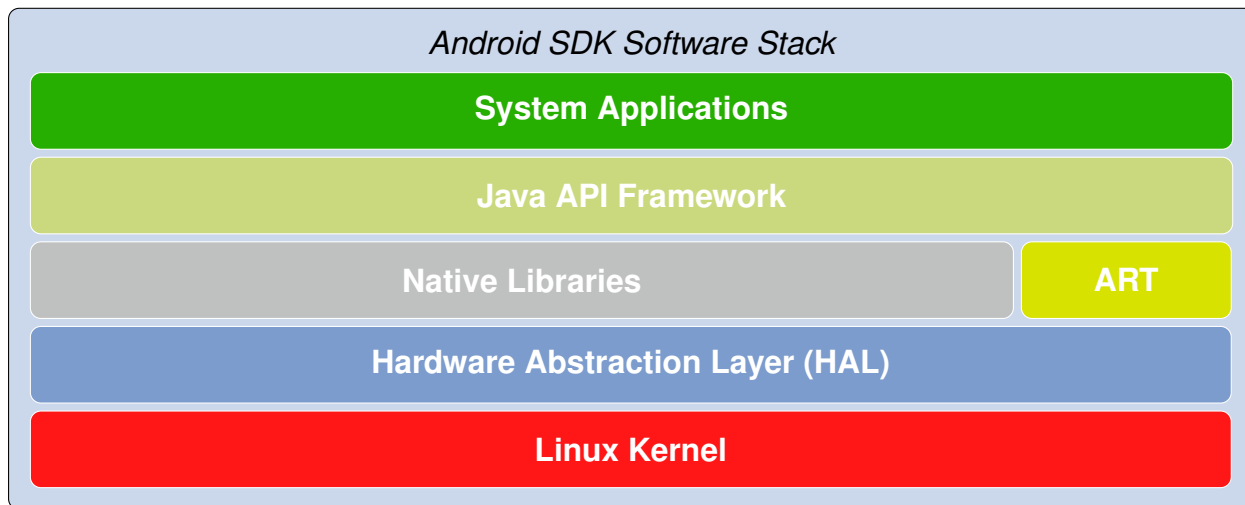 Android SDK Software Stack
System Applications
Java API Framework
Native Libraries
ART
Hardware Abstraction Layer (HAL)
Linux Kernel